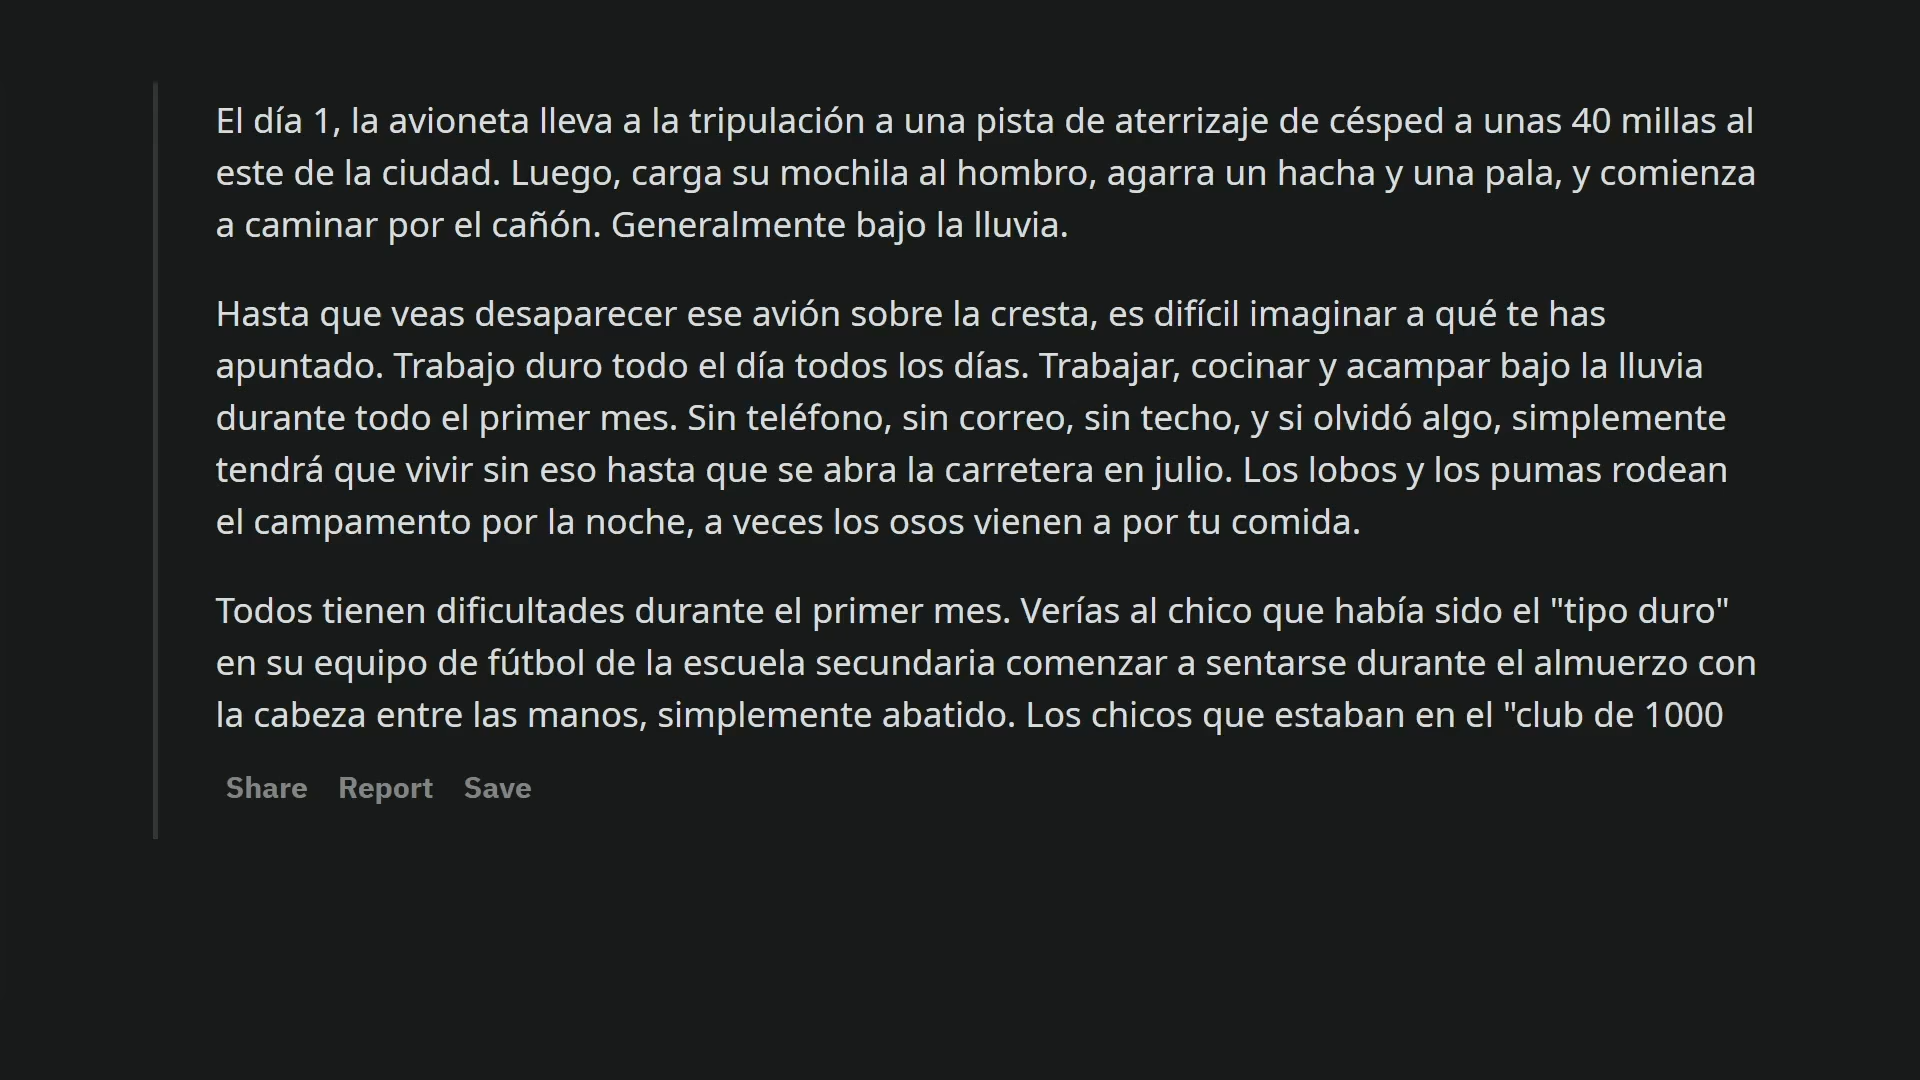 El día 1, la avioneta lleva a la tripulación a una pista de aterrizaje de césped a unas 40 millas al
este de la ciudad. Luego, carga su mochila al hombro, agarra un hacha y una pala, y comienza
a caminar por el cañón. Generalmente bajo la lluvia.
Hasta que veas desaparecer ese avión sobre la cresta, es difícil imaginar a qué te has
apuntado. Trabajo duro todo el día todos los días. Trabajar, cocinar y acampar bajo la lluvia
durante todo el primer mes. Sin teléfono, sin correo, sin techo, y si olvidó algo, simplemente
tendrá que vivir sin eso hasta que se abra la carretera en julio. Los lobos y los pumas rodean
el campamento por la noche, a veces los osos vienen a por tu comida.
Todos tienen dificultades durante el primer mes. Verías al chico que había sido el "tipo duro"
en su equipo de fútbol de la escuela secundaria comenzar a sentarse durante el almuerzo con
la cabeza entre las manos, simplemente abatido. Los chicos que estaban en el "club de 1000
Share Report Save